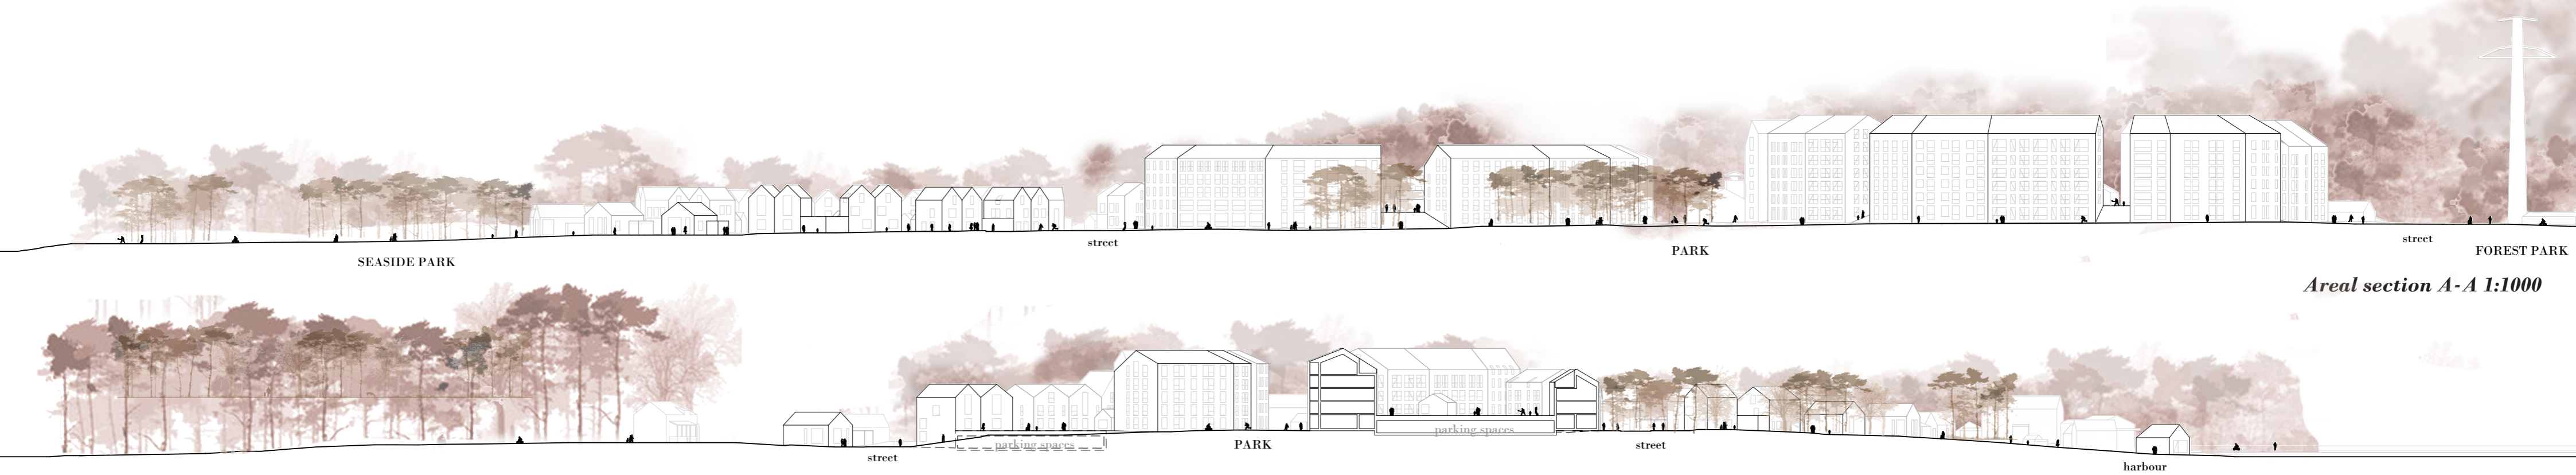 street
SEASIDE PARK
PARK
street
FOREST PARK
Areal section A-A 1:1000
parking spaces
parking spaces
street
PARK
street
harbour